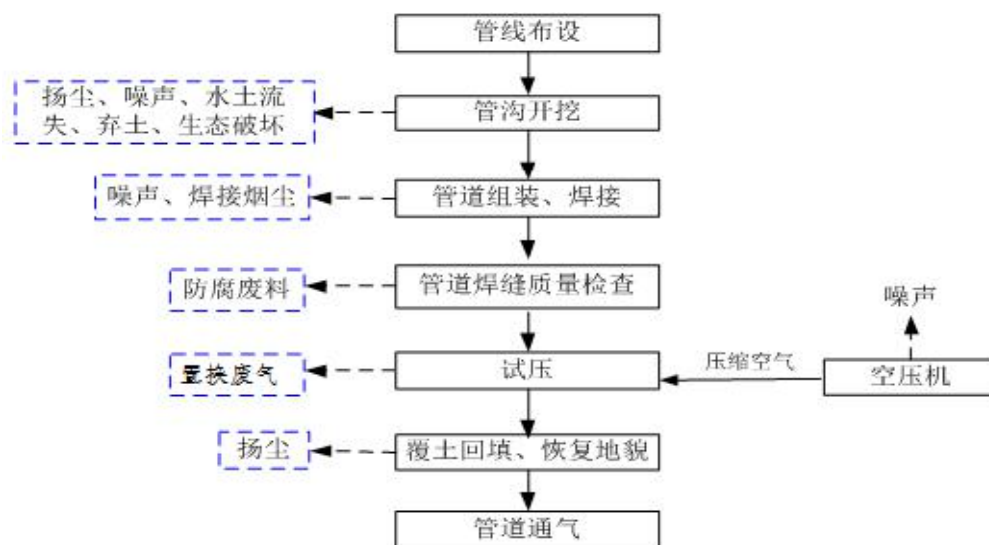 管线布设
扬尘、噪声、水土流
失、弃土、生态破坏
管沟开挖
噪声、焊接烟尘
管道组装、焊接
防腐废料
管道焊缝质量检查
噪声
置换废气
试压
压缩空气
空压机
扬尘
覆土回填、恢复地貌
管道通气